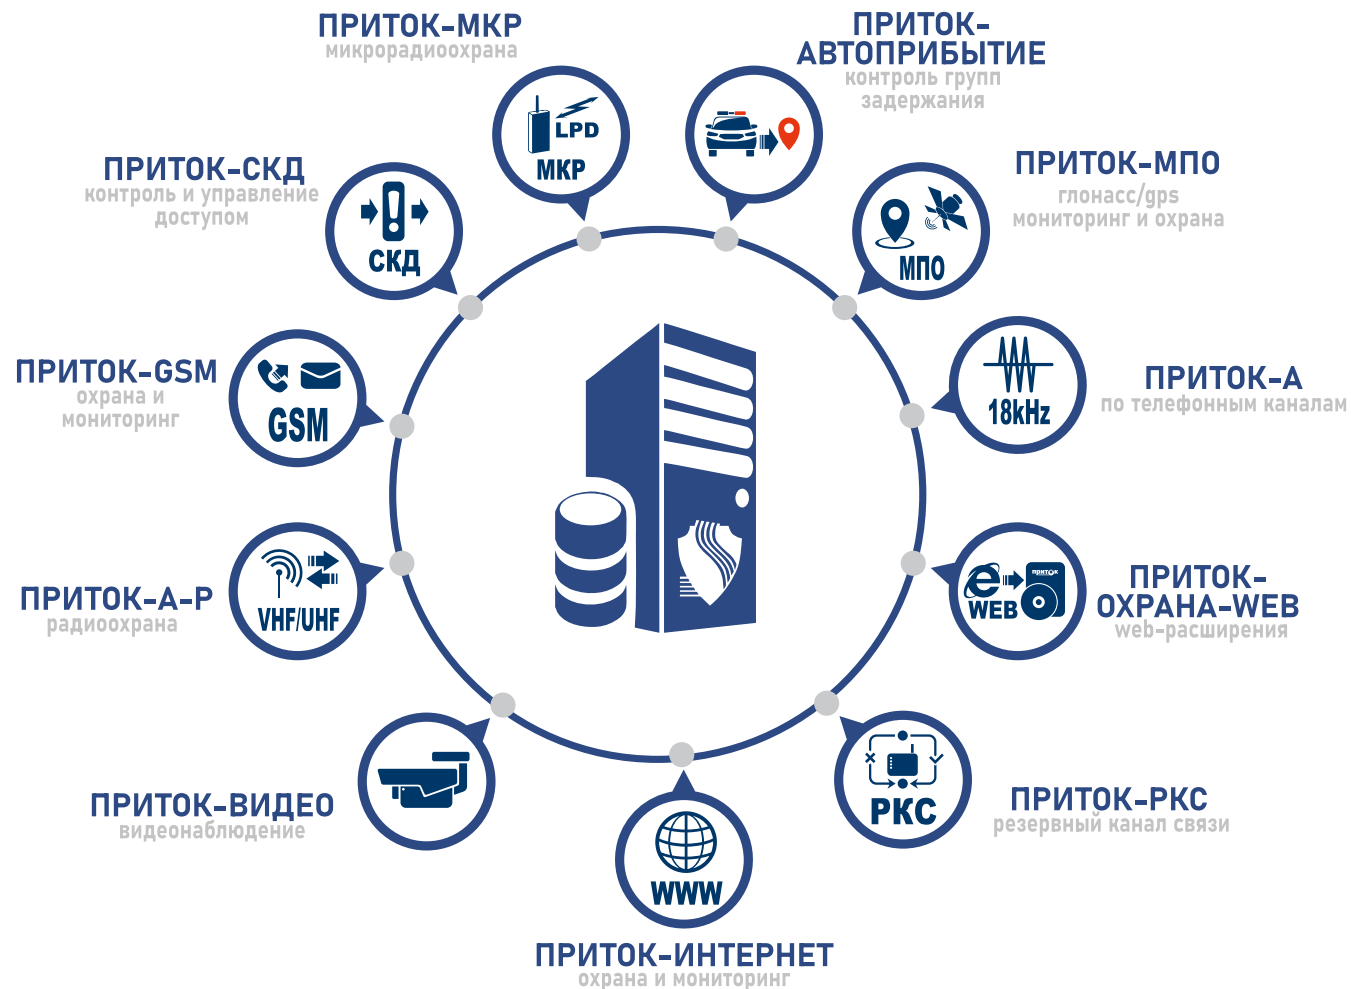 ПРИТОК-МКР
микрорадиоохрана
LPD
МКР
ПРИТОК-
АВТОПРИБЫТИЕ
контроль групп
задержания
ПРИТОК-СКД
контроль и управление
доступом
СКД
ПРИТОК-МПО
глонасс/gps
мониторинг и охрана
МПО
ПРИТОК-GSM
охрана и
мониторинг
GSM
ПРИТОК-А
по телефонным каналам
18kHz
ПРИТОК-А-Р
радиоохрана
VHF/UHF
ПРИТОК-
ОХРАНА-WEB
web-расширения
WEB
ПРИТОК
ПРИТОК-ВИДЕО
видеонаблюдение
ПРИТОК-РКС
резервный канал связи
РКС
WWW
ПРИТОК-ИНТЕРНЕТ
охрана и мониторинг